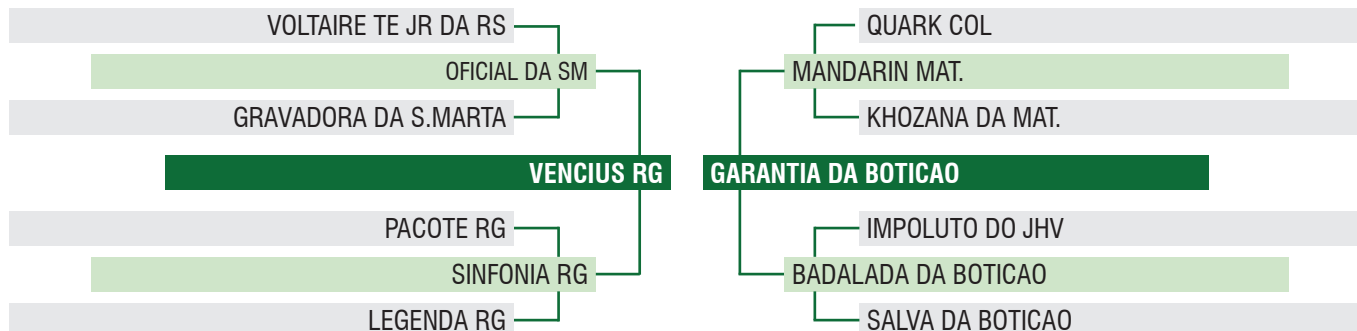 VOLTAIRE TE JR DA RS
OFICIAL DA SM
GRAVADORA DA S.MARTA
VENCIUS RG
PACOTE RG
SINFONIA RG
LEGENDA RG
QUARK COL
MANDARIN MAT.
KHOZANA DA MAT.
GARANTIA DA BOTICAO
IMPOLUTO DO JHV
BADALADA DA BOTICAO
SALVA DA BOTICAO